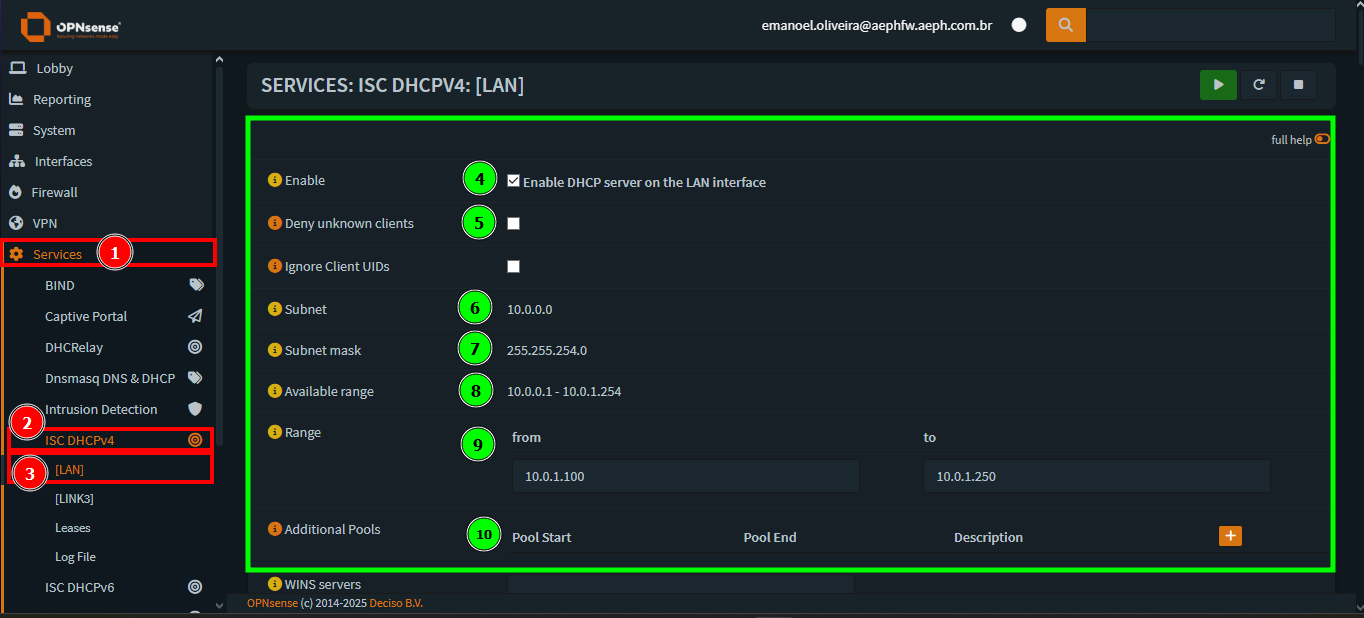 OPNsense
emanoel.oliveira@aephfw.aeph.com.br
Lobby
Reporting
System
Interfaces
Firewall
VPN
Services
1
BIND
Captive Portal
DHCRelay
Dnsmasq DNS & DHCP
Intrusion Detection
2
ISC DHCPv4
3
[LAN]
[LINK3]
Leases
Log File
ISC DHCPv6
SERVICES: ISC DHCPV4: [LAN]
full help
Enable 4 Enable DHCP server on the LAN interface
Deny unknown clients 5
Ignore Client UIDs
Subnet 6 10.0.0.0
Subnet mask 7 255.255.254.0
Available range 8 10.0.0.1 - 10.0.1.254
Range 9 from to
10.0.1.100 10.0.1.250
Additional Pools 10 Pool Start Pool End Description
WINS servers
OPNsense (c) 2014-2025 Deciso B.V.